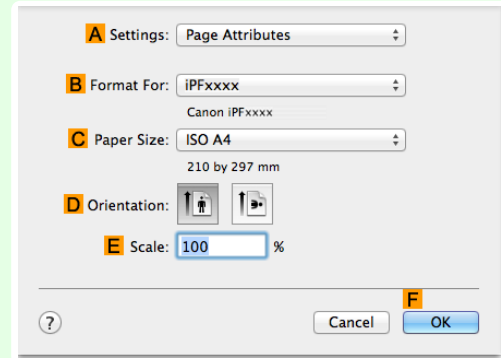 A Settings: Page Attributes
B Format For: iPFxxxx
Canon iPFxxxx
C Paper Size: ISO A4
210 by 297 mm
D Orientation:
E Scale: 100 %
F
? Cancel OK